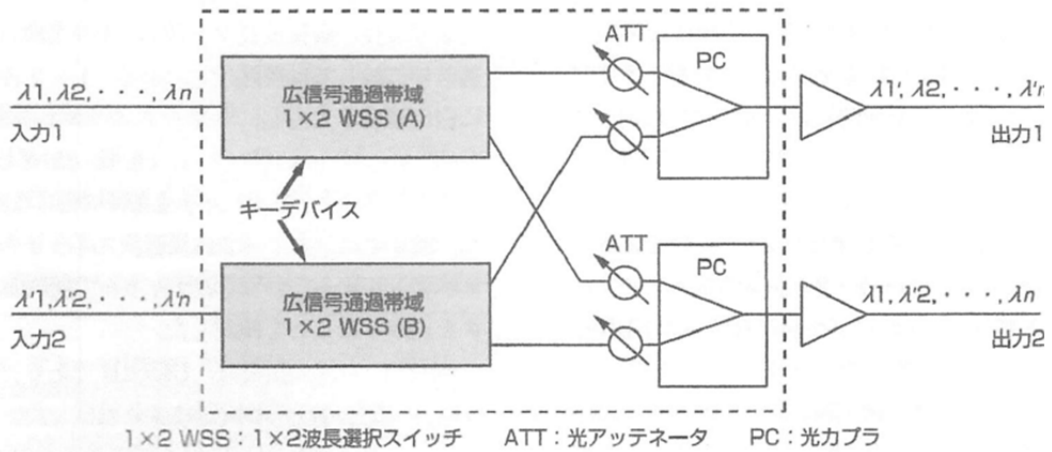 ATT
PC
広信号通過帯域
1×2 WSS (A)
λ1, λ2, ・・・, λn
入力1
λ1', λ2, ・・・, λ'n
出力1
キーデバイス
ATT
PC
広信号通過帯域
1×2 WSS (B)
λ'1, λ'2, ・・・, λ'n
入力2
λ1, λ'2, ・・・, λn
出力2
1×2 WSS：1×2波長選択スイッチ ATT：光アッテネータ PC：光カプラ